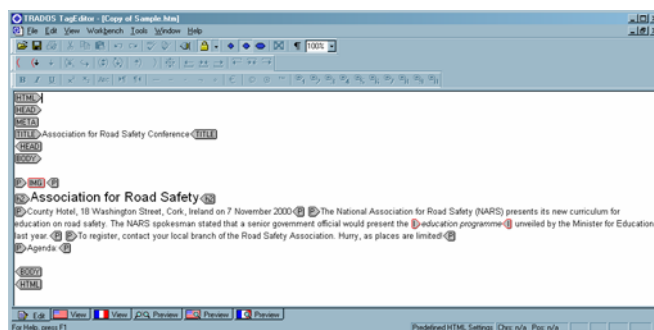 TRADOS TagEditor - [Copy of Sample.htm]
File Edit View Workbench Tools Window Help
100%
B I U
HTML
HEAD
META
TITLE Association for Road Safety Conference TITLE
HEAD
BODY
P IMG P
h2 Association for Road Safety h2
P County Hotel, 18 Washington Street, Cork, Ireland on 7 November 2000 P P The National Association for Road Safety (NARS) presents its new curriculum for
education on road safety. The NARS spokesman stated that a senior government official would present the I education programme I unveiled by the Minister for Education
last year. P P To register, contact your local branch of the Road Safety Association. Hurry, as places are limited! P
P Agenda: P
BODY
HTML
Edit View View Preview Preview Preview
For Help, press F1 Predefined HTML Settings Chr: n/a Pos: n/a